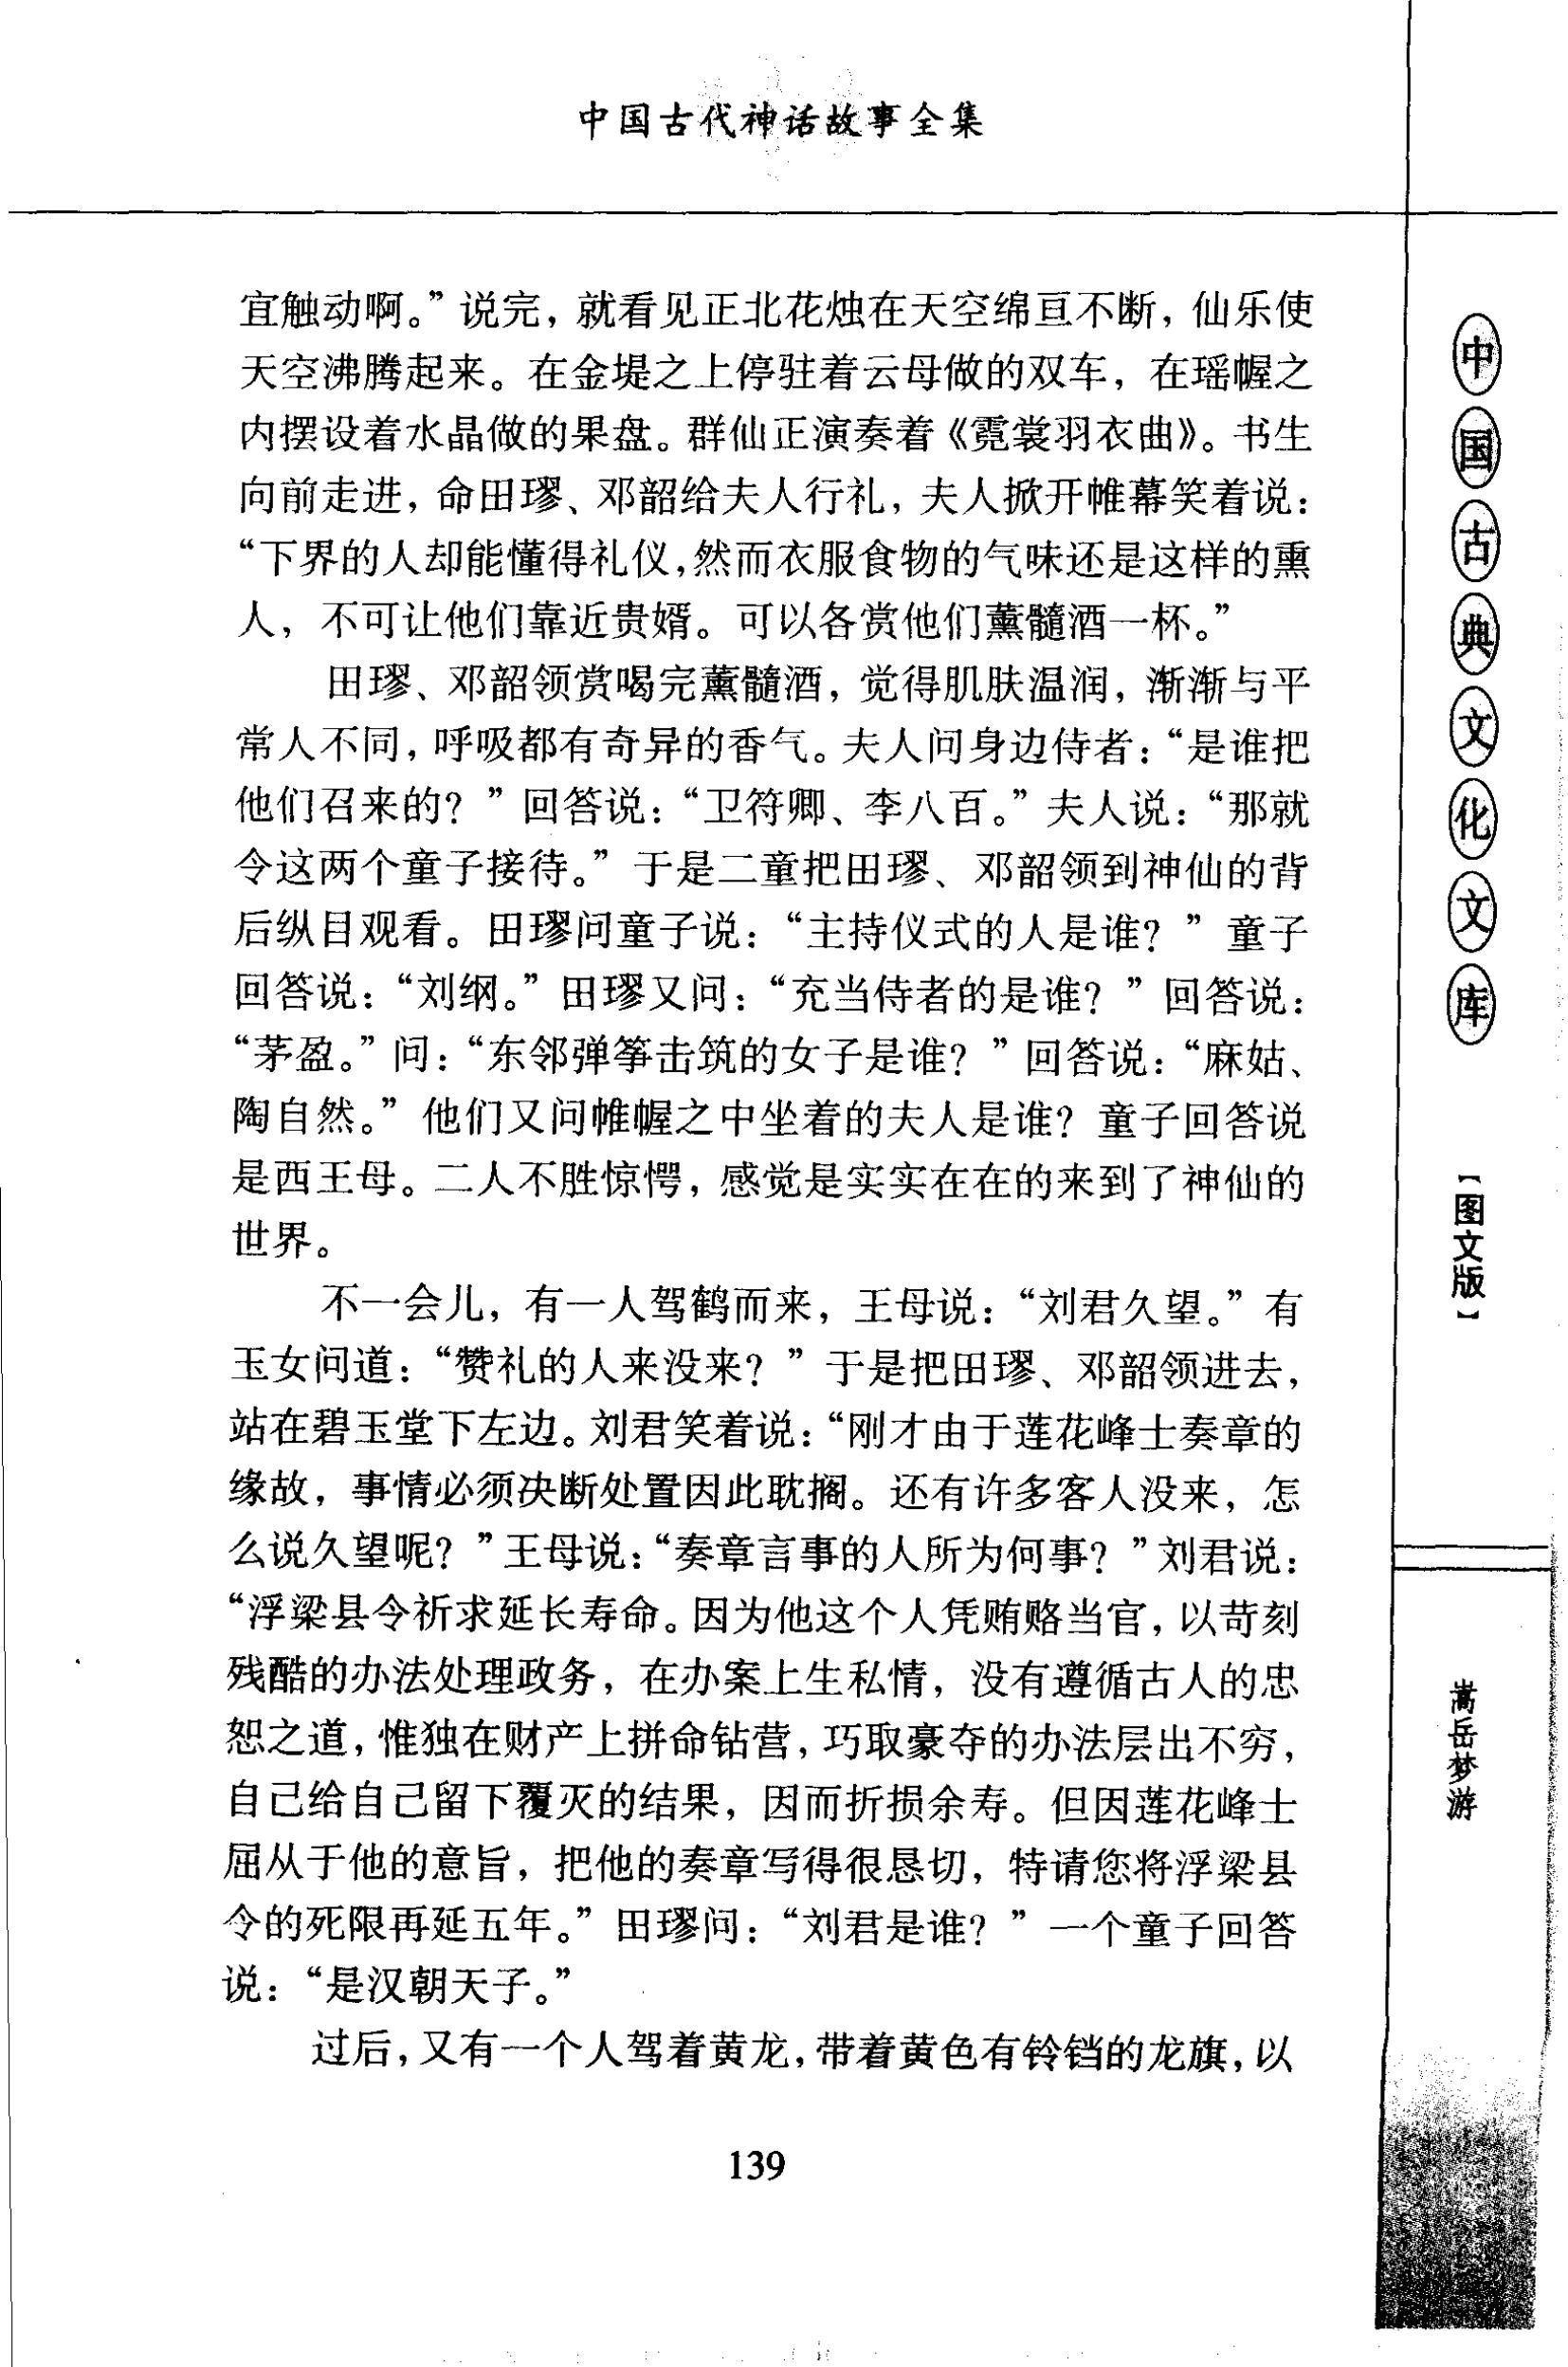 中国古代神话故事全集
宜触动啊。”说完，就看见正北花烛在天空绵亘不断，仙乐使
天空沸腾起来。在金堤之上停驻着云母做的双车，在瑶幄之
内摆设着水晶做的果盘。群仙正演奏着《霓裳羽衣曲》。书生
向前走进，命田璆、邓韶给夫人行礼，夫人掀开帷幕笑着说：
“下界的人却能懂得礼仪，然而衣服食物的气味还是这样的熏
人，不可让他们靠近贵婿。可以各赏他们薰髓酒一杯。”
田璆、邓韶领赏喝完薰髓酒，觉得肌肤温润，渐渐与平
常人不同，呼吸都有奇异的香气。夫人问身边侍者：“是谁把
他们召来的？”回答说：“卫符卿、李八百。”夫人说：“那就
令这两个童子接待。”于是二童把田璆、邓韶领到神仙的背
后纵目观看。田璆问童子说：“主持仪式的人是谁？”童子
回答说：“刘纲。”田璆又问：“充当侍者的是谁？”回答说：
“茅盈。”问：“东邻弹筝击筑的女子是谁？”回答说：“麻姑、
陶自然。”他们又问帷幄之中坐着的夫人是谁？童子回答说
是西王母。二人不胜惊愕，感觉是实实在在的来到了神仙的
世界。
不一会儿，有一人驾鹤而来，王母说：“刘君久望。”有
玉女问道：“赞礼的人来没来？”于是把田璆、邓韶领进去，
站在碧玉堂下左边。刘君笑着说：“刚才由于莲花峰士奏章的
缘故，事情必须决断处置因此耽搁。还有许多客人没来，怎
么说久望呢？”王母说：“奏章言事的人所为何事？”刘君说：
“浮梁县令祈求延长寿命。因为他这个人凭贿赂当官，以苛刻
残酷的办法处理政务，在办案上生私情，没有遵循古人的忠
恕之道，惟独在财产上拼命钻营，巧取豪夺的办法层出不穷，
自己给自己留下覆灭的结果，因而折损余寿。但因莲花峰士
屈从于他的意旨，把他的奏章写得很恳切，特请您将浮梁县
令的死限再延五年。”田璆问：“刘君是谁？”一个童子回答
说：“是汉朝天子。”
过后，又有一个人驾着黄龙，带着黄色有铃铛的龙旗，以
139
中国古典文化文库
【图文版】
嵩岳梦游